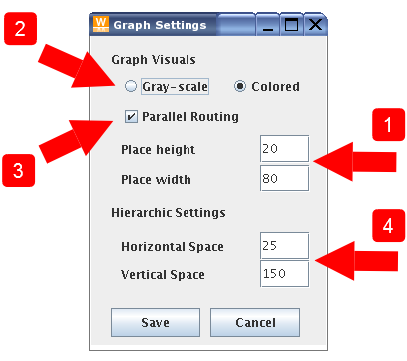 W Graph Settings
2
Graph Visuals
Gray-scale Colored
Parallel Routing
1
Place height 20
3
Place width 80
Hierarchic Settings
4
Horizontal Space 25
Vertical Space 150
Save Cancel